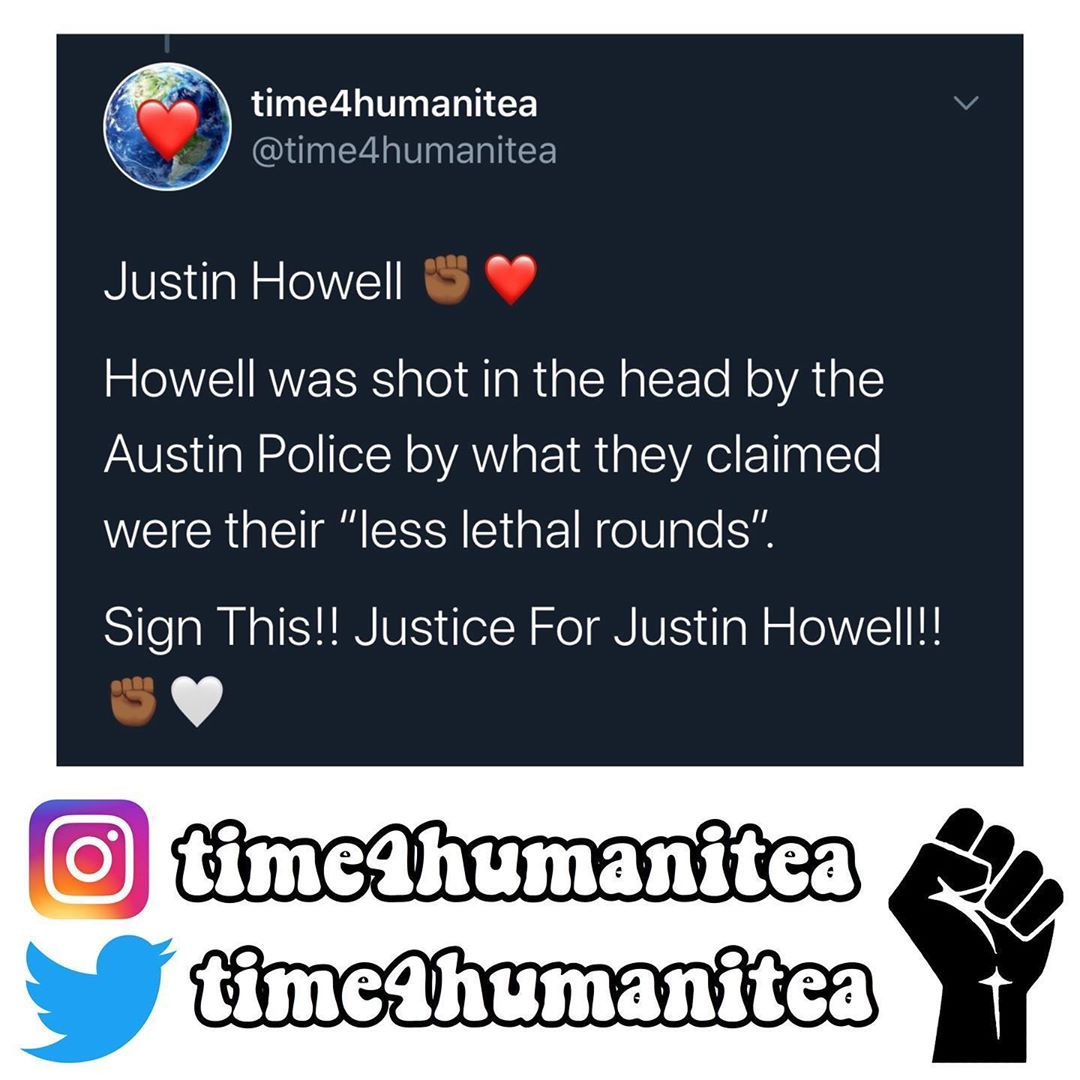 time4humanitea
@time4humanitea
Justin Howell ✊🏾❤️
Howell was shot in the head by the
Austin Police by what they claimed
were their “less lethal rounds”.
Sign This!! Justice For Justin Howell!!
✊🏾🤍
time4humanitea
time4humanitea